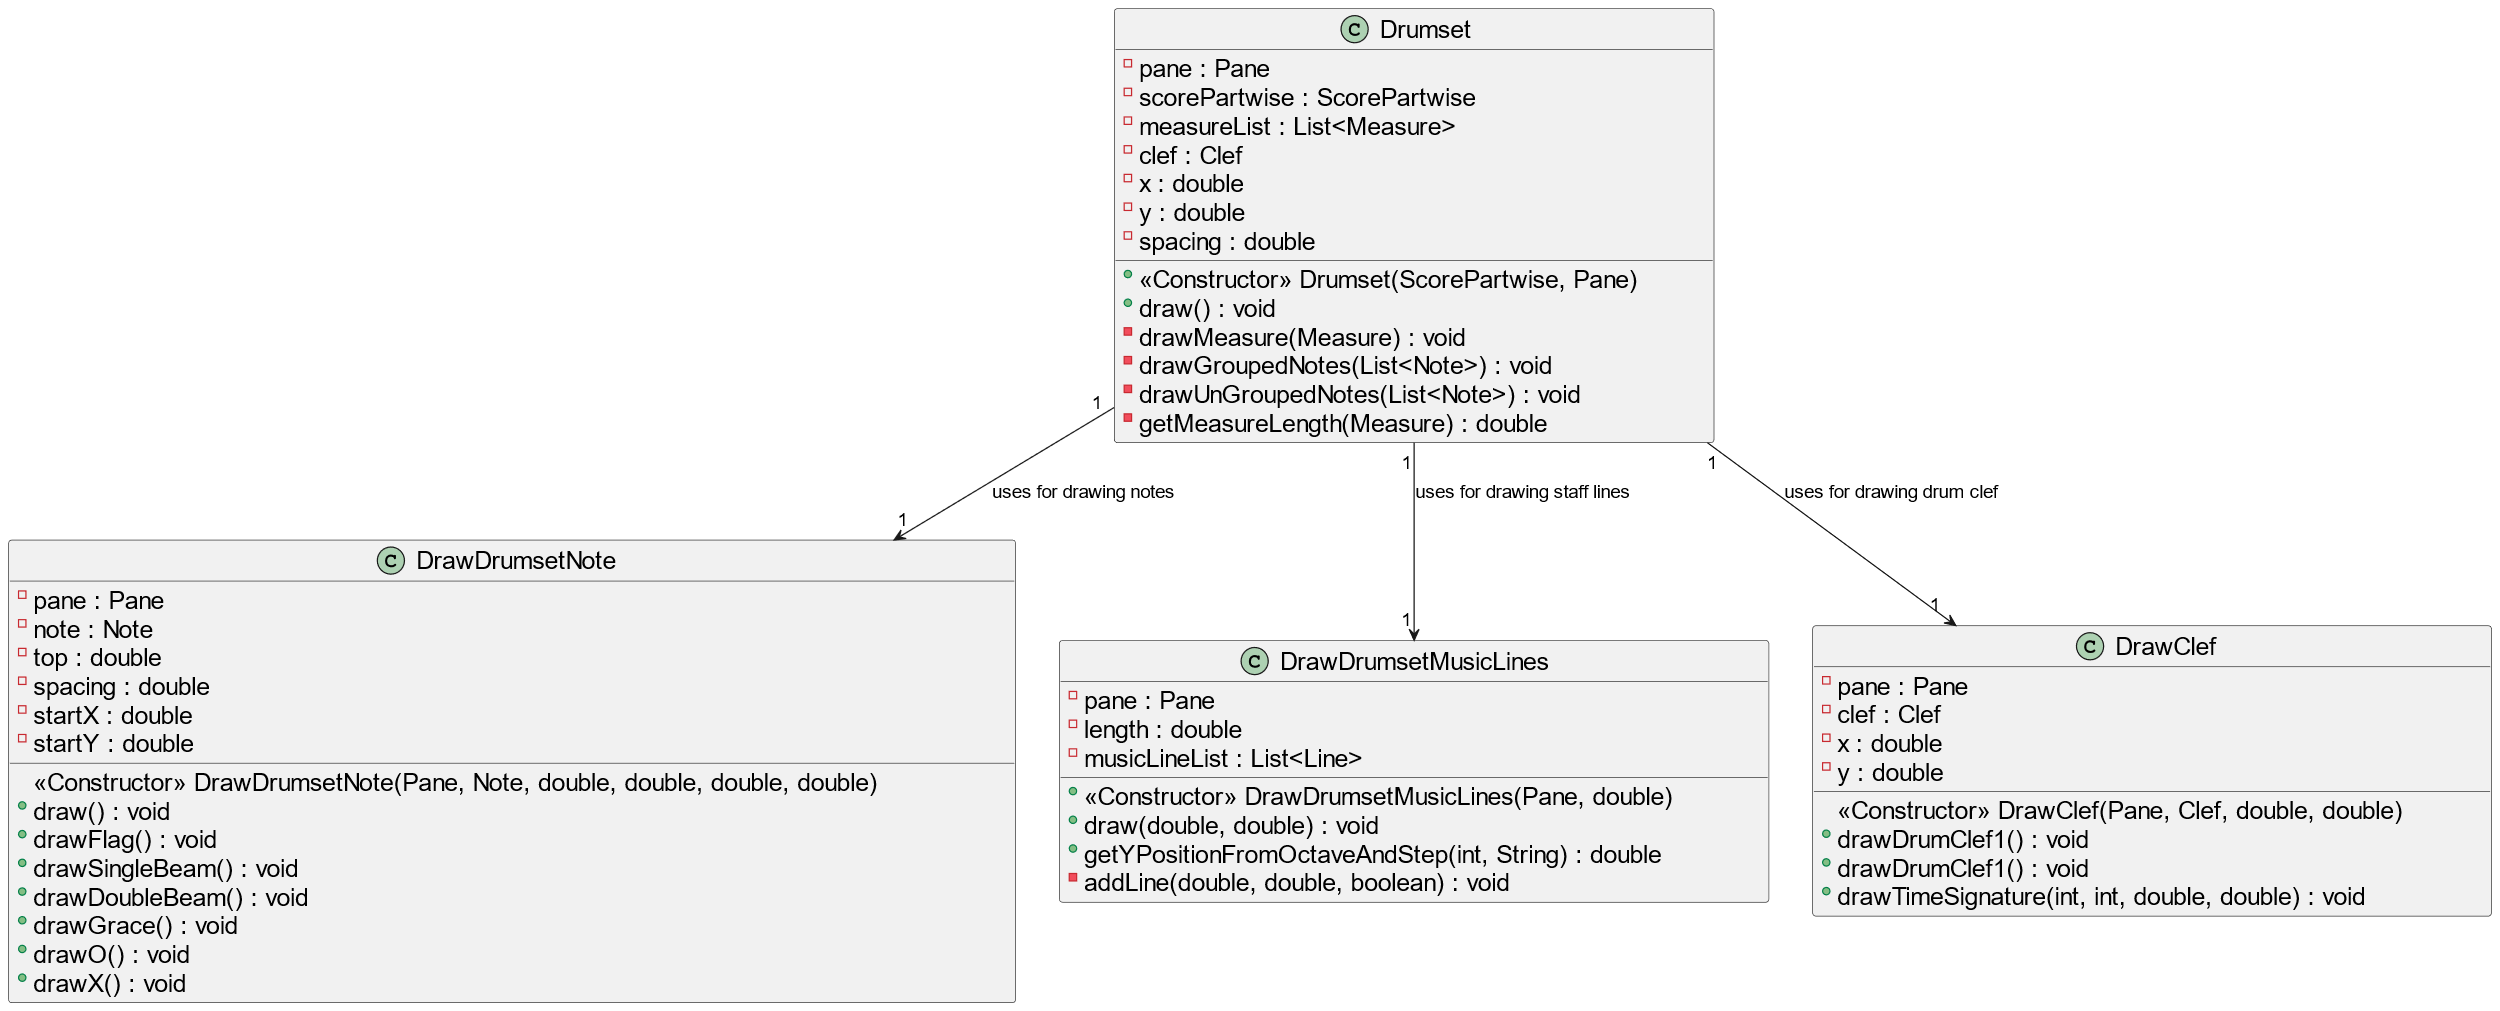 C Drumset
pane : Pane
scorePartwise : ScorePartwise
measureList : List<Measure>
clef : Clef
x : double
y : double
spacing : double
«Constructor» Drumset(ScorePartwise, Pane)
draw() : void
drawMeasure(Measure) : void
drawGroupedNotes(List<Note>) : void
drawUnGroupedNotes(List<Note>) : void
getMeasureLength(Measure) : double
1
1
1
uses for drawing notes
uses for drawing staff lines
uses for drawing drum clef
1
1
1
C DrawDrumsetNote
pane : Pane
note : Note
top : double
spacing : double
startX : double
startY : double
«Constructor» DrawDrumsetNote(Pane, Note, double, double, double, double)
draw() : void
drawFlag() : void
drawSingleBeam() : void
drawDoubleBeam() : void
drawGrace() : void
drawO() : void
drawX() : void
C DrawDrumsetMusicLines
pane : Pane
length : double
musicLineList : List<Line>
«Constructor» DrawDrumsetMusicLines(Pane, double)
draw(double, double) : void
getYPositionFromOctaveAndStep(int, String) : double
addLine(double, double, boolean) : void
C DrawClef
pane : Pane
clef : Clef
x : double
y : double
«Constructor» DrawClef(Pane, Clef, double, double)
drawDrumClef1() : void
drawDrumClef1() : void
drawTimeSignature(int, int, double, double) : void